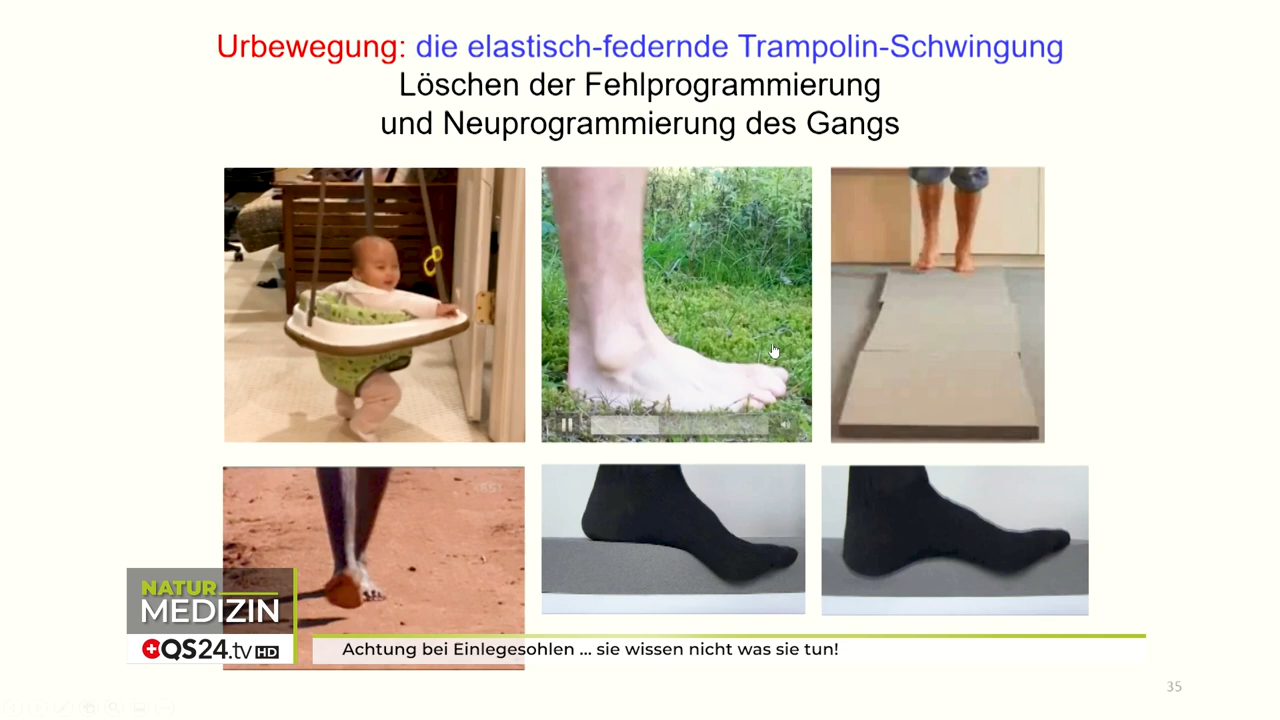 Urbewegung: die elastisch-federnde Trampolin-Schwingung
Löschen der Fehlprogrammierung
und Neuprogrammierung des Gangs
RSI
NATUR
MEDIZIN
QS24.tv HD
Achtung bei Einlegesohlen ... sie wissen nicht was sie tun!
35